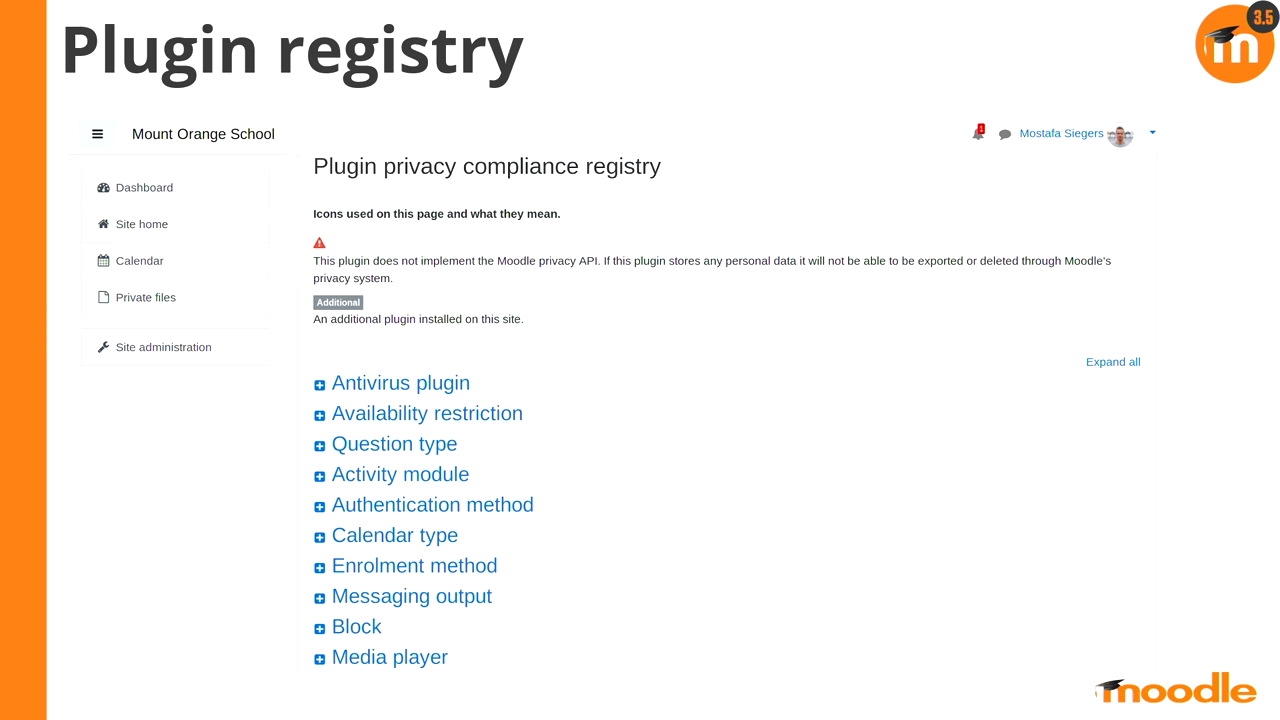 Plugin registry
3.5
Mount Orange School
1
Mostafa Siegers
Dashboard
Site home
Calendar
Private files
Site administration
Plugin privacy compliance registry
Icons used on this page and what they mean.
This plugin does not implement the Moodle privacy API. If this plugin stores any personal data it will not be able to be exported or deleted through Moodle's
privacy system.
Additional
An additional plugin installed on this site.
Expand all
Antivirus plugin
Availability restriction
Question type
Activity module
Authentication method
Calendar type
Enrolment method
Messaging output
Block
Media player
moodle